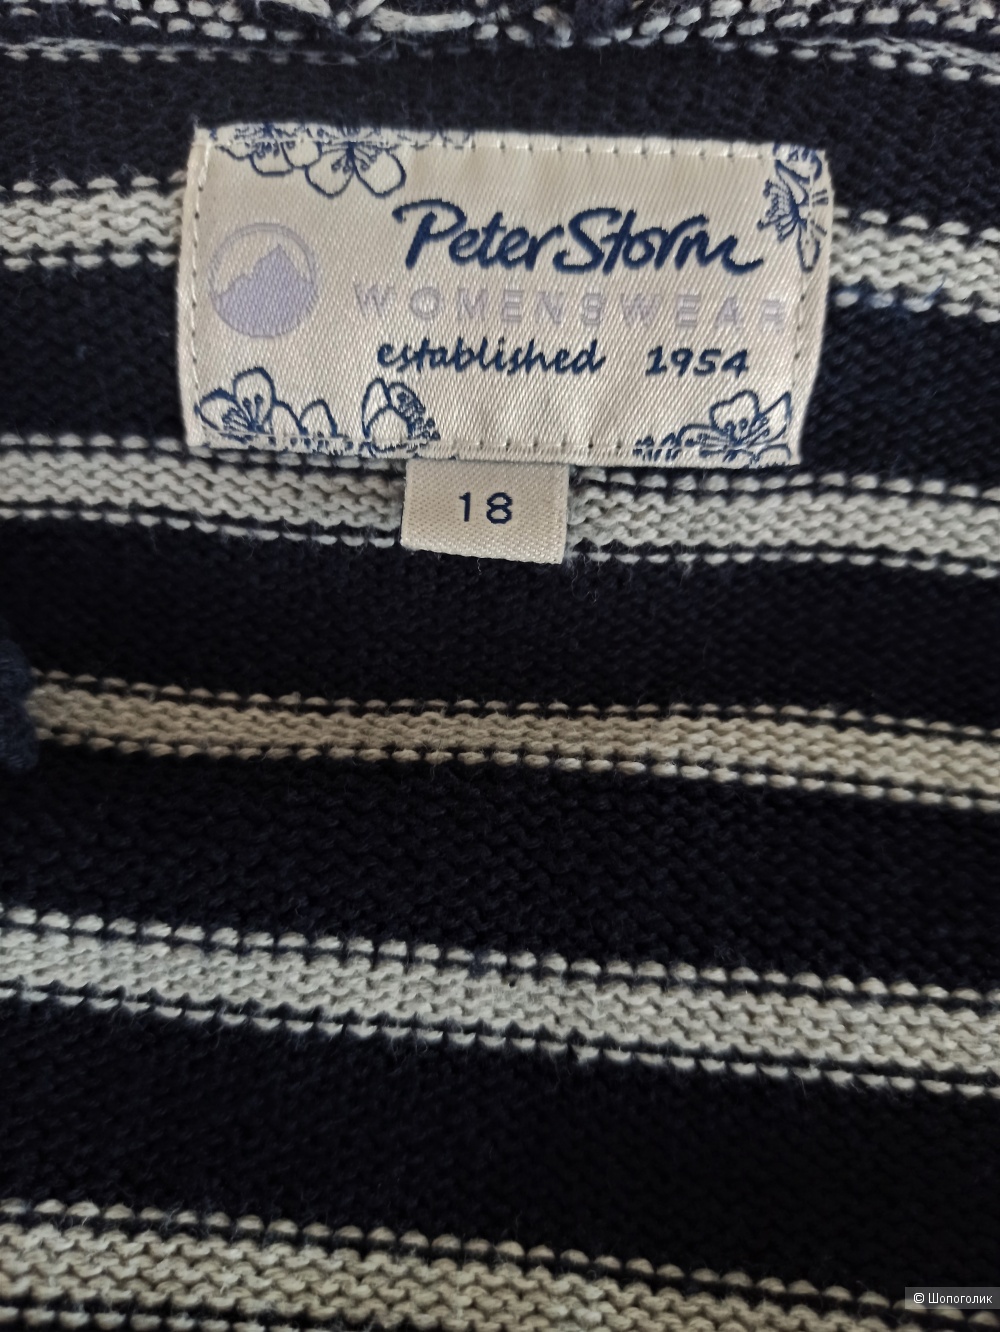 Peter Storm
WOMENSWEAR
established 1954
18
© Шопоголик